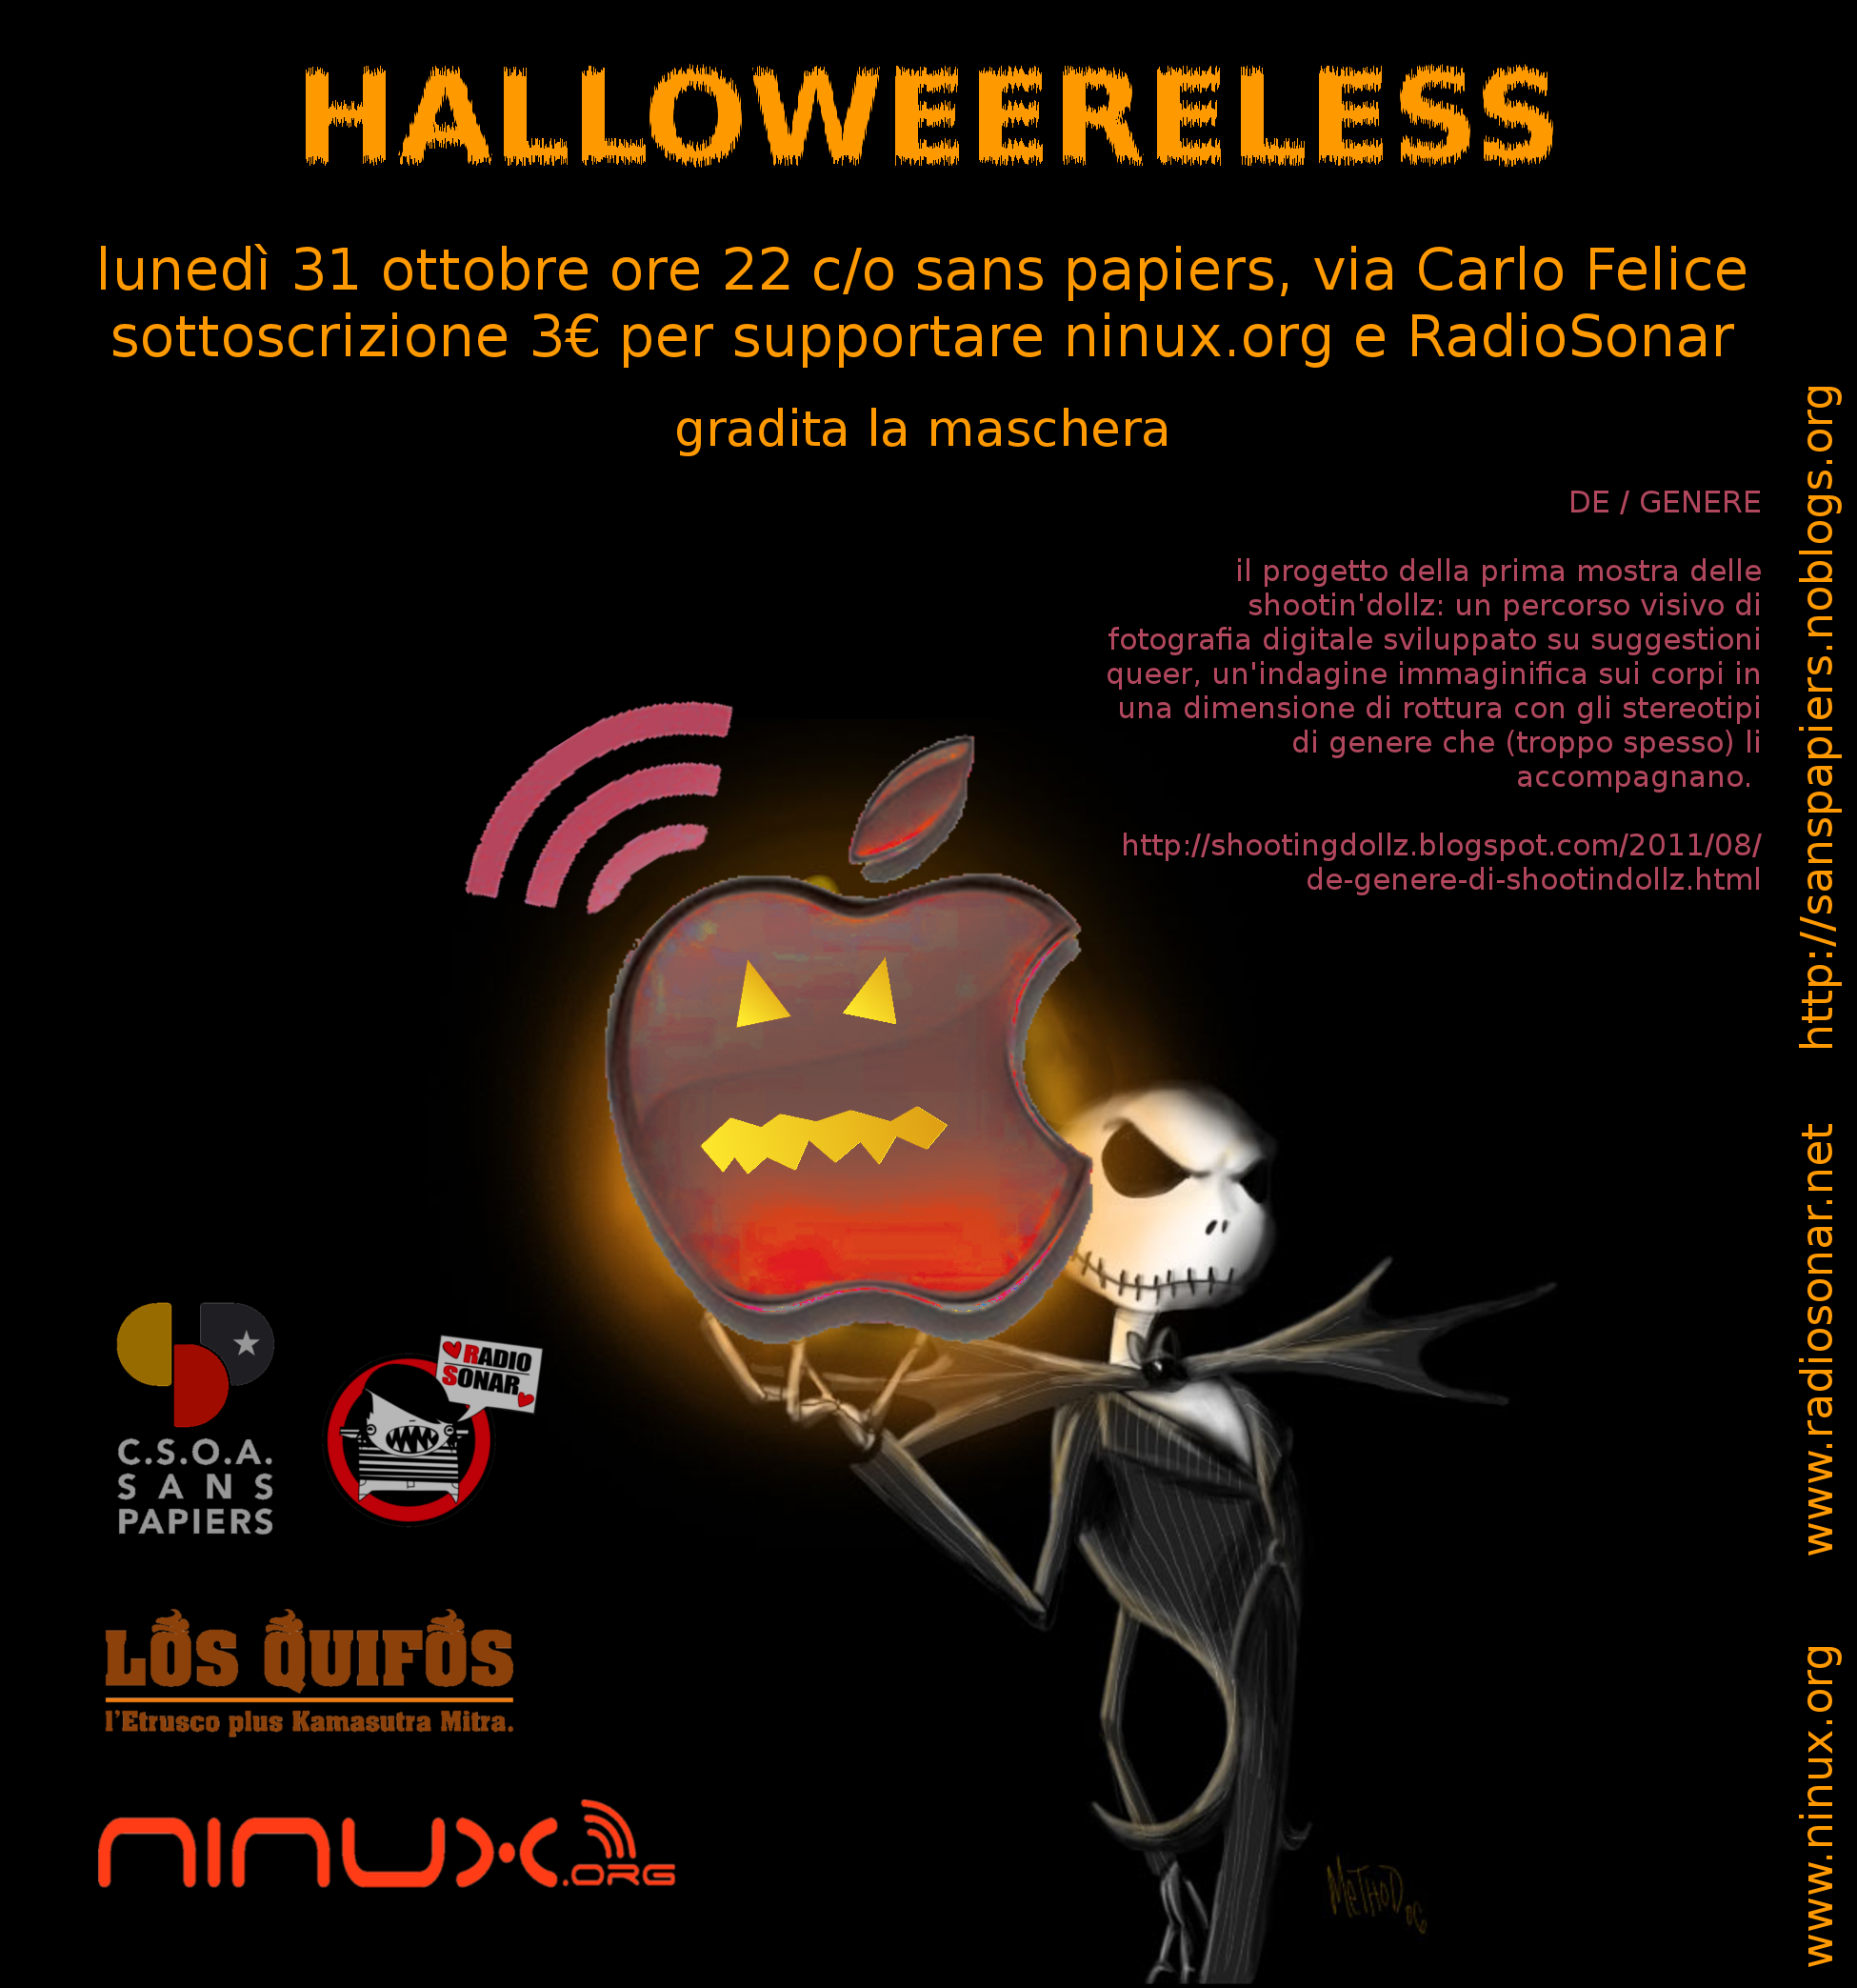 HALLOWEERELESS
lunedì 31 ottobre ore 22 c/o sans papiers, via Carlo Felice
sottoscrizione 3€ per supportare ninux.org e RadioSonar
gradita la maschera
DE / GENERE
il progetto della prima mostra delle
shootin'dollz: un percorso visivo di
fotografia digitale sviluppato su suggestioni
queer, un'indagine immaginifica sui corpi in
una dimensione di rottura con gli stereotipi
di genere che (troppo spesso) li
accompagnano.
http://shootingdollz.blogspot.com/2011/08/
de-genere-di-shootindollz.html
http://sanspapiers.noblogs.org
www.radiosonar.net
www.ninux.org
RADIO
SONAR
C.S.O.A.
SANS
PAPIERS
LOS QUIFOS
l'Etrusco plus Kamasutra Mitra.
ninux.ORG
METHOD 06